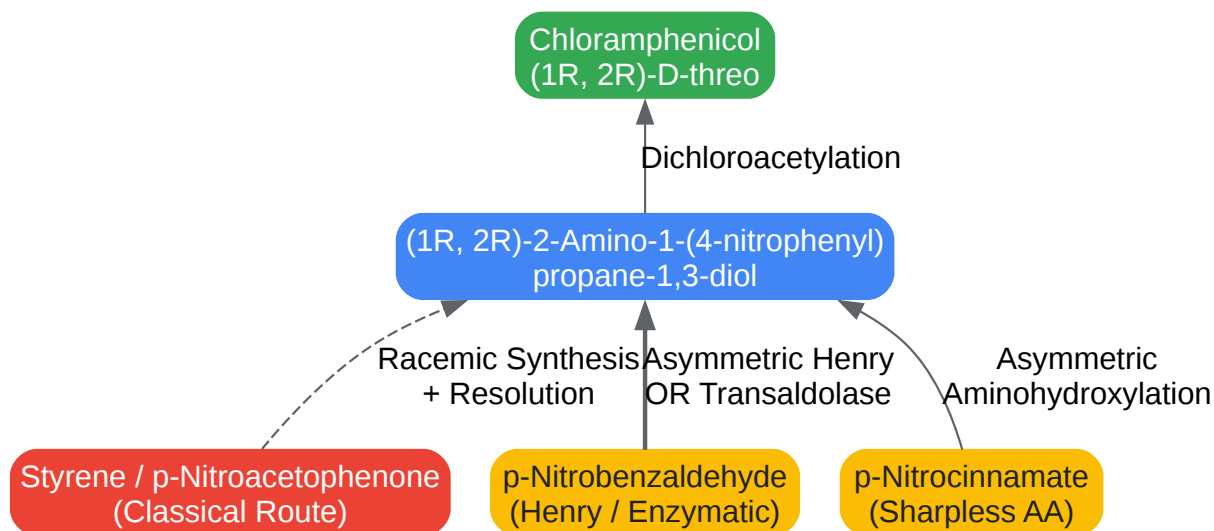 Chloramphenicol
(1R, 2R)-D-threo
Dichloroacetylation
(1R, 2R)-2-Amino-1-(4-nitrophenyl)
propane-1,3-diol
Racemic Synthesis
+ Resolution
Asymmetric Henry
OR Transaldolase
Asymmetric
Aminohydroxylation
Styrene / p-Nitroacetophenone
(Classical Route)
p-Nitrobenzaldehyde
(Henry / Enzymatic)
p-Nitrocinnamate
(Sharpless AA)